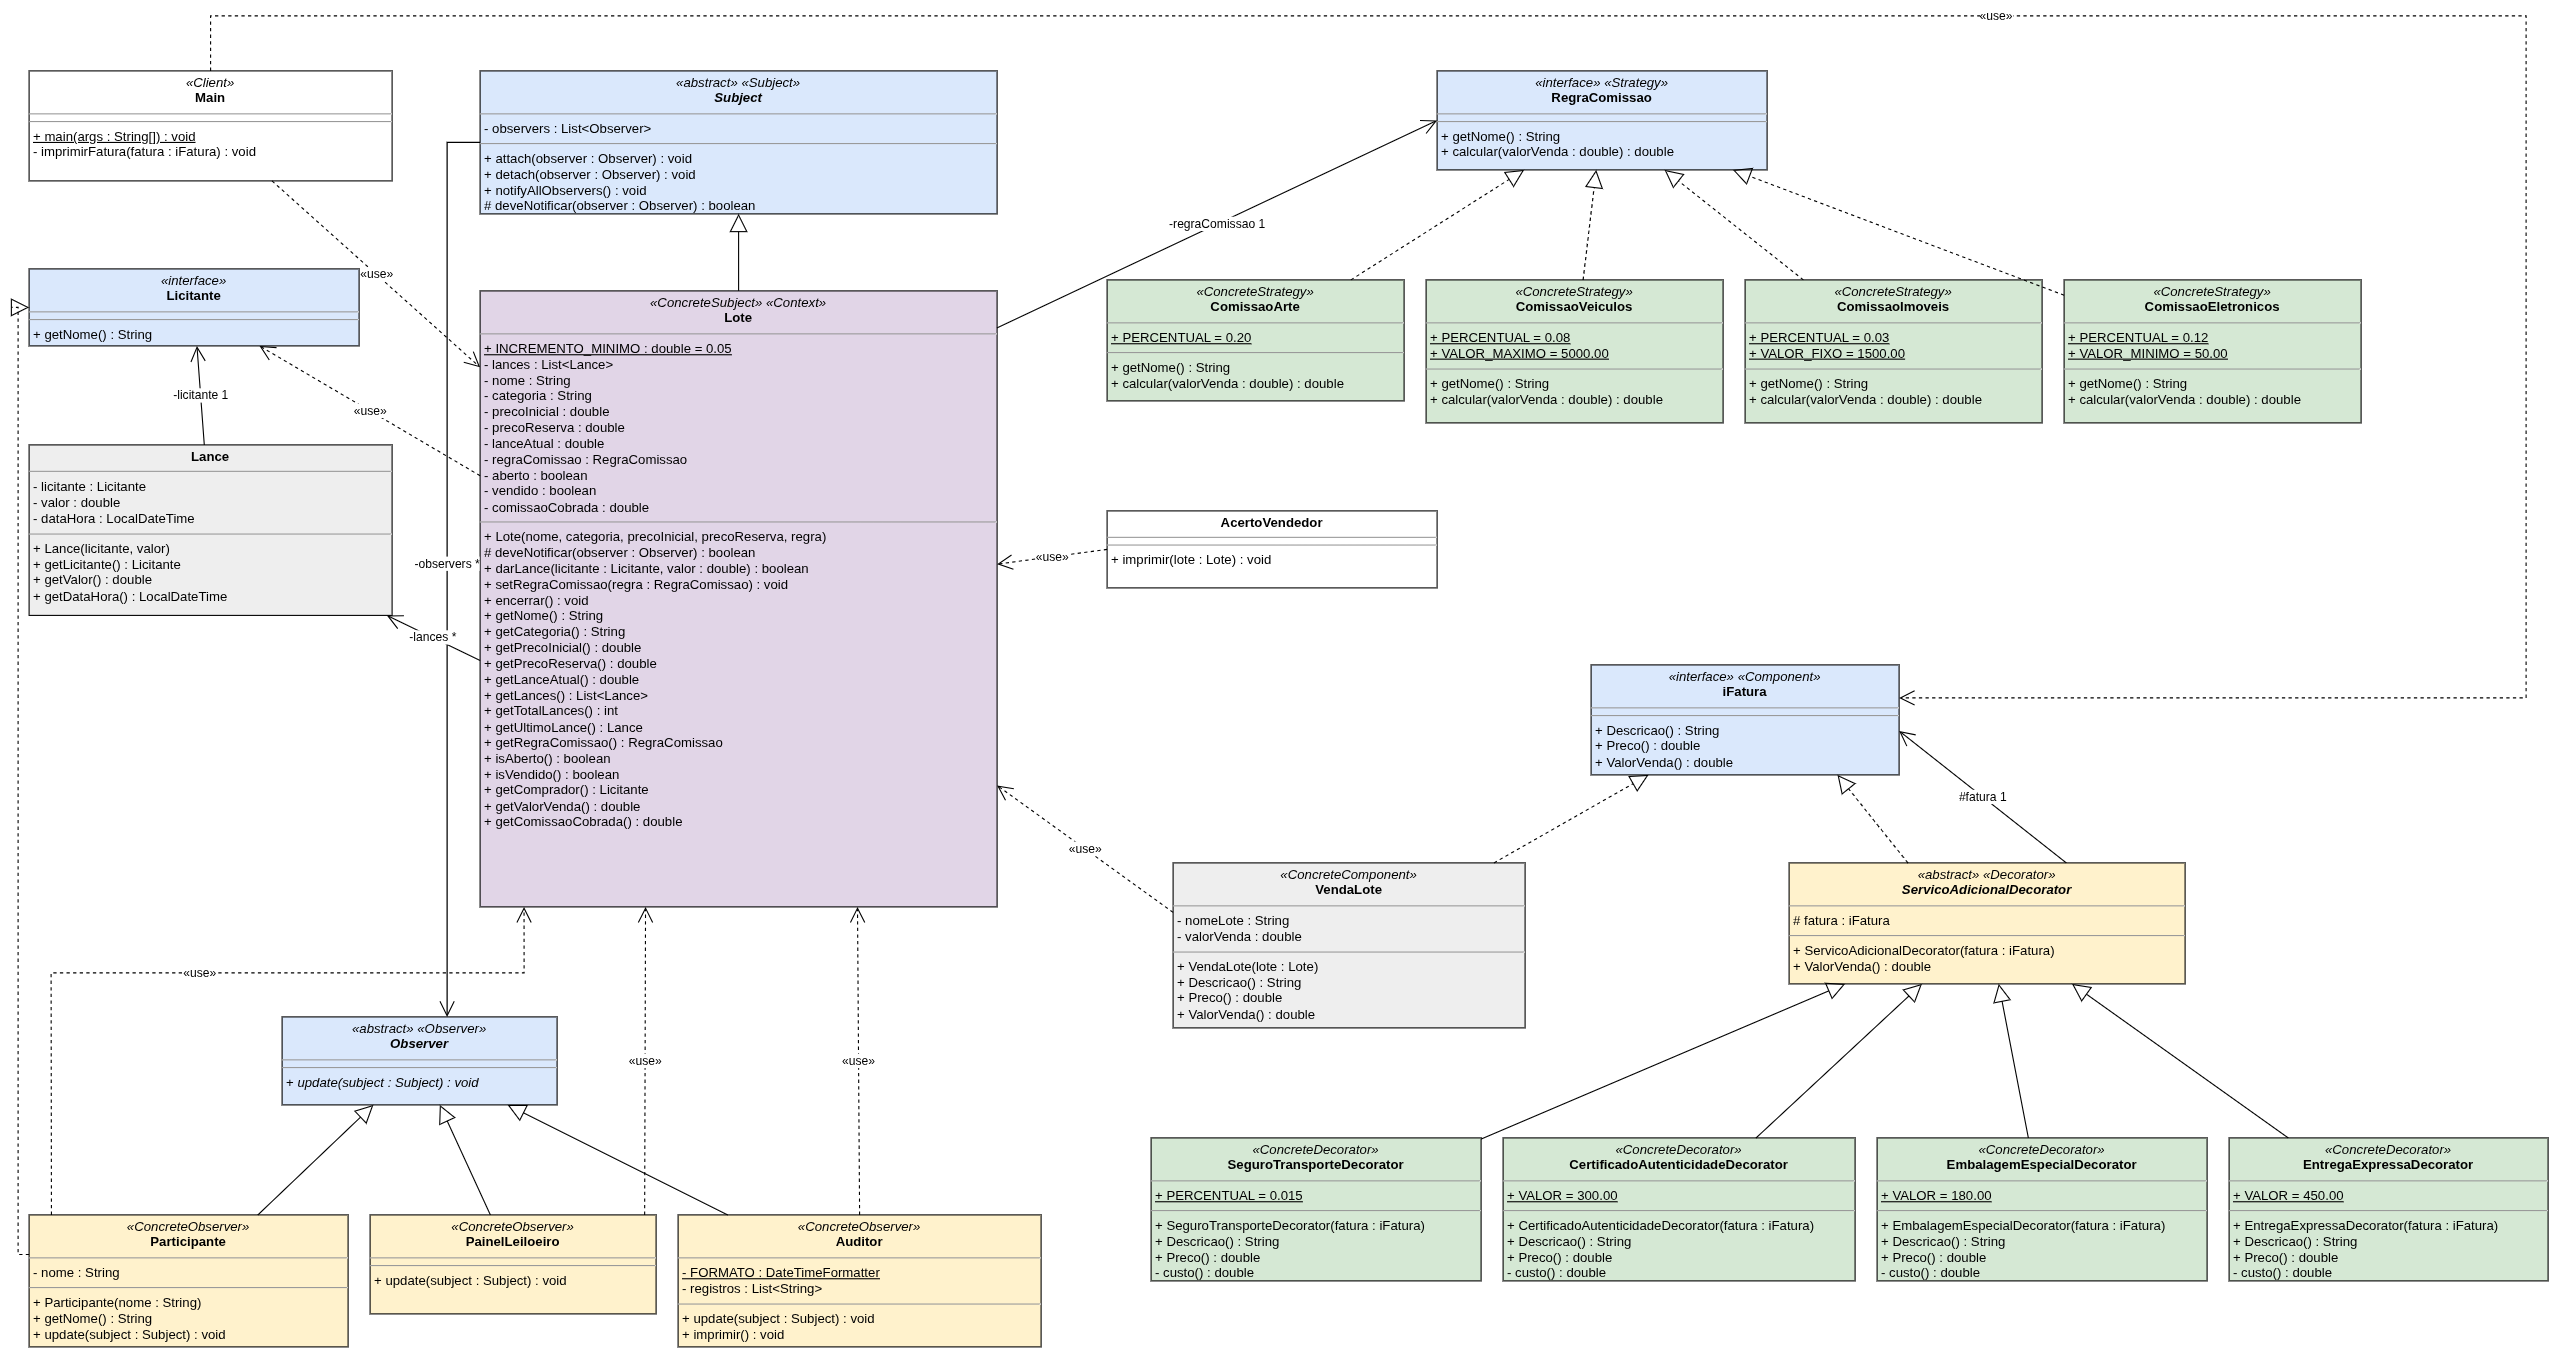 «use»
«Client»
Main
+ main(args : String[]) : void
- imprimirFatura(fatura : iFatura) : void
«abstract» «Subject»
Subject
- observers : List<Observer>
+ attach(observer : Observer) : void
+ detach(observer : Observer) : void
+ notifyAllObservers() : void
# deveNotificar(observer : Observer) : boolean
«interface» «Strategy»
RegraComissao
+ getNome() : String
+ calcular(valorVenda : double) : double
-regraComissao 1
«use»
«interface»
Licitante
+ getNome() : String
-licitante 1
«use»
Lance
- licitante : Licitante
- valor : double
- dataHora : LocalDateTime
+ Lance(licitante, valor)
+ getLicitante() : Licitante
+ getValor() : double
+ getDataHora() : LocalDateTime
-observers *
-lances *
«ConcreteSubject» «Context»
Lote
+ INCREMENTO_MINIMO : double = 0.05
- lances : List<Lance>
- nome : String
- categoria : String
- precoInicial : double
- precoReserva : double
- lanceAtual : double
- regraComissao : RegraComissao
- aberto : boolean
- vendido : boolean
- comissaoCobrada : double
+ Lote(nome, categoria, precoInicial, precoReserva, regra)
# deveNotificar(observer : Observer) : boolean
+ darLance(licitante : Licitante, valor : double) : boolean
+ setRegraComissao(regra : RegraComissao) : void
+ encerrar() : void
+ getNome() : String
+ getCategoria() : String
+ getPrecoInicial() : double
+ getPrecoReserva() : double
+ getLanceAtual() : double
+ getLances() : List<Lance>
+ getTotalLances() : int
+ getUltimoLance() : Lance
+ getRegraComissao() : RegraComissao
+ isAberto() : boolean
+ isVendido() : boolean
+ getComprador() : Licitante
+ getValorVenda() : double
+ getComissaoCobrada() : double
«ConcreteStrategy»
ComissaoArte
+ PERCENTUAL = 0.20
+ getNome() : String
+ calcular(valorVenda : double) : double
«ConcreteStrategy»
ComissaoVeiculos
+ PERCENTUAL = 0.08
+ VALOR_MAXIMO = 5000.00
+ getNome() : String
+ calcular(valorVenda : double) : double
«ConcreteStrategy»
ComissaoImoveis
+ PERCENTUAL = 0.03
+ VALOR_FIXO = 1500.00
+ getNome() : String
+ calcular(valorVenda : double) : double
«ConcreteStrategy»
ComissaoEletronicos
+ PERCENTUAL = 0.12
+ VALOR_MINIMO = 50.00
+ getNome() : String
+ calcular(valorVenda : double) : double
«use»
AcertoVendedor
+ imprimir(lote : Lote) : void
«interface» «Component»
iFatura
+ Descricao() : String
+ Preco() : double
+ ValorVenda() : double
#fatura 1
«use»
«ConcreteComponent»
VendaLote
- nomeLote : String
- valorVenda : double
+ VendaLote(lote : Lote)
+ Descricao() : String
+ Preco() : double
+ ValorVenda() : double
«abstract» «Decorator»
ServicoAdicionalDecorator
# fatura : iFatura
+ ServicoAdicionalDecorator(fatura : iFatura)
+ ValorVenda() : double
«use»
«abstract» «Observer»
Observer
+ update(subject : Subject) : void
«use»
«use»
«ConcreteObserver»
Participante
- nome : String
+ Participante(nome : String)
+ getNome() : String
+ update(subject : Subject) : void
«ConcreteObserver»
PainelLeiloeiro
+ update(subject : Subject) : void
«ConcreteObserver»
Auditor
- FORMATO : DateTimeFormatter
- registros : List<String>
+ update(subject : Subject) : void
+ imprimir() : void
«ConcreteDecorator»
SeguroTransporteDecorator
+ PERCENTUAL = 0.015
+ SeguroTransporteDecorator(fatura : iFatura)
+ Descricao() : String
+ Preco() : double
- custo() : double
«ConcreteDecorator»
CertificadoAutenticidadeDecorator
+ VALOR = 300.00
+ CertificadoAutenticidadeDecorator(fatura : iFatura)
+ Descricao() : String
+ Preco() : double
- custo() : double
«ConcreteDecorator»
EmbalagemEspecialDecorator
+ VALOR = 180.00
+ EmbalagemEspecialDecorator(fatura : iFatura)
+ Descricao() : String
+ Preco() : double
- custo() : double
«ConcreteDecorator»
EntregaExpressaDecorator
+ VALOR = 450.00
+ EntregaExpressaDecorator(fatura : iFatura)
+ Descricao() : String
+ Preco() : double
- custo() : double